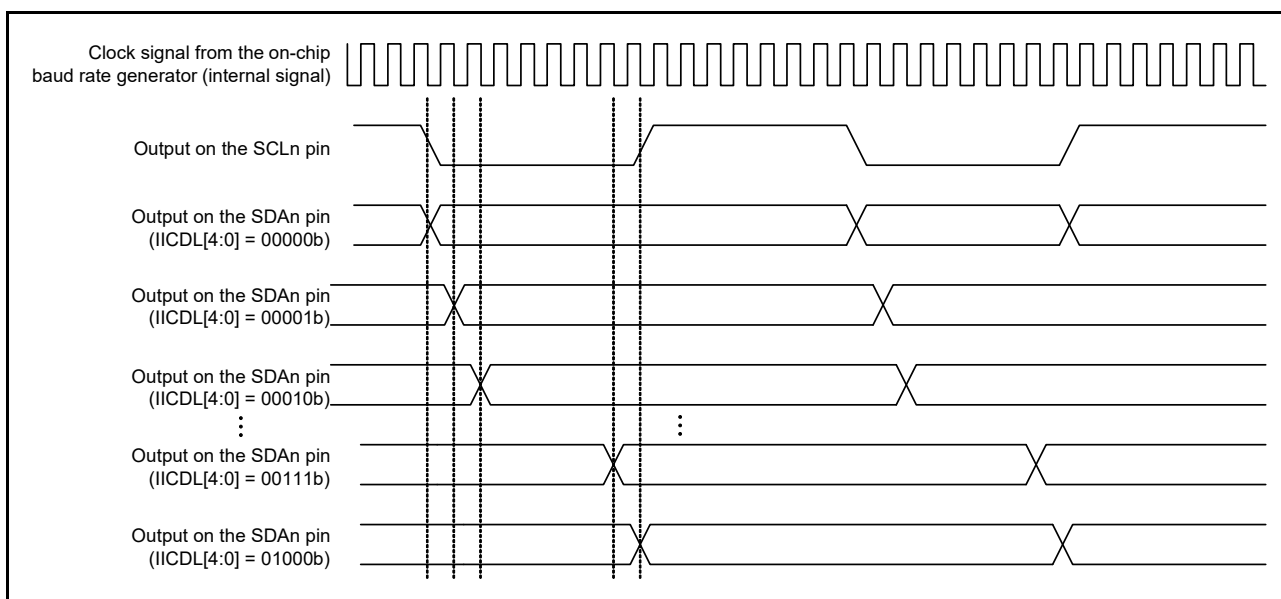 Clock signal from the on-chip
baud rate generator (internal signal)
Output on the SCLn pin
Output on the SDAn pin
(IICDL[4:0] = 00000b)
Output on the SDAn pin
(IICDL[4:0] = 00001b)
Output on the SDAn pin
(IICDL[4:0] = 00010b)
Output on the SDAn pin
(IICDL[4:0] = 00111b)
Output on the SDAn pin
(IICDL[4:0] = 01000b)